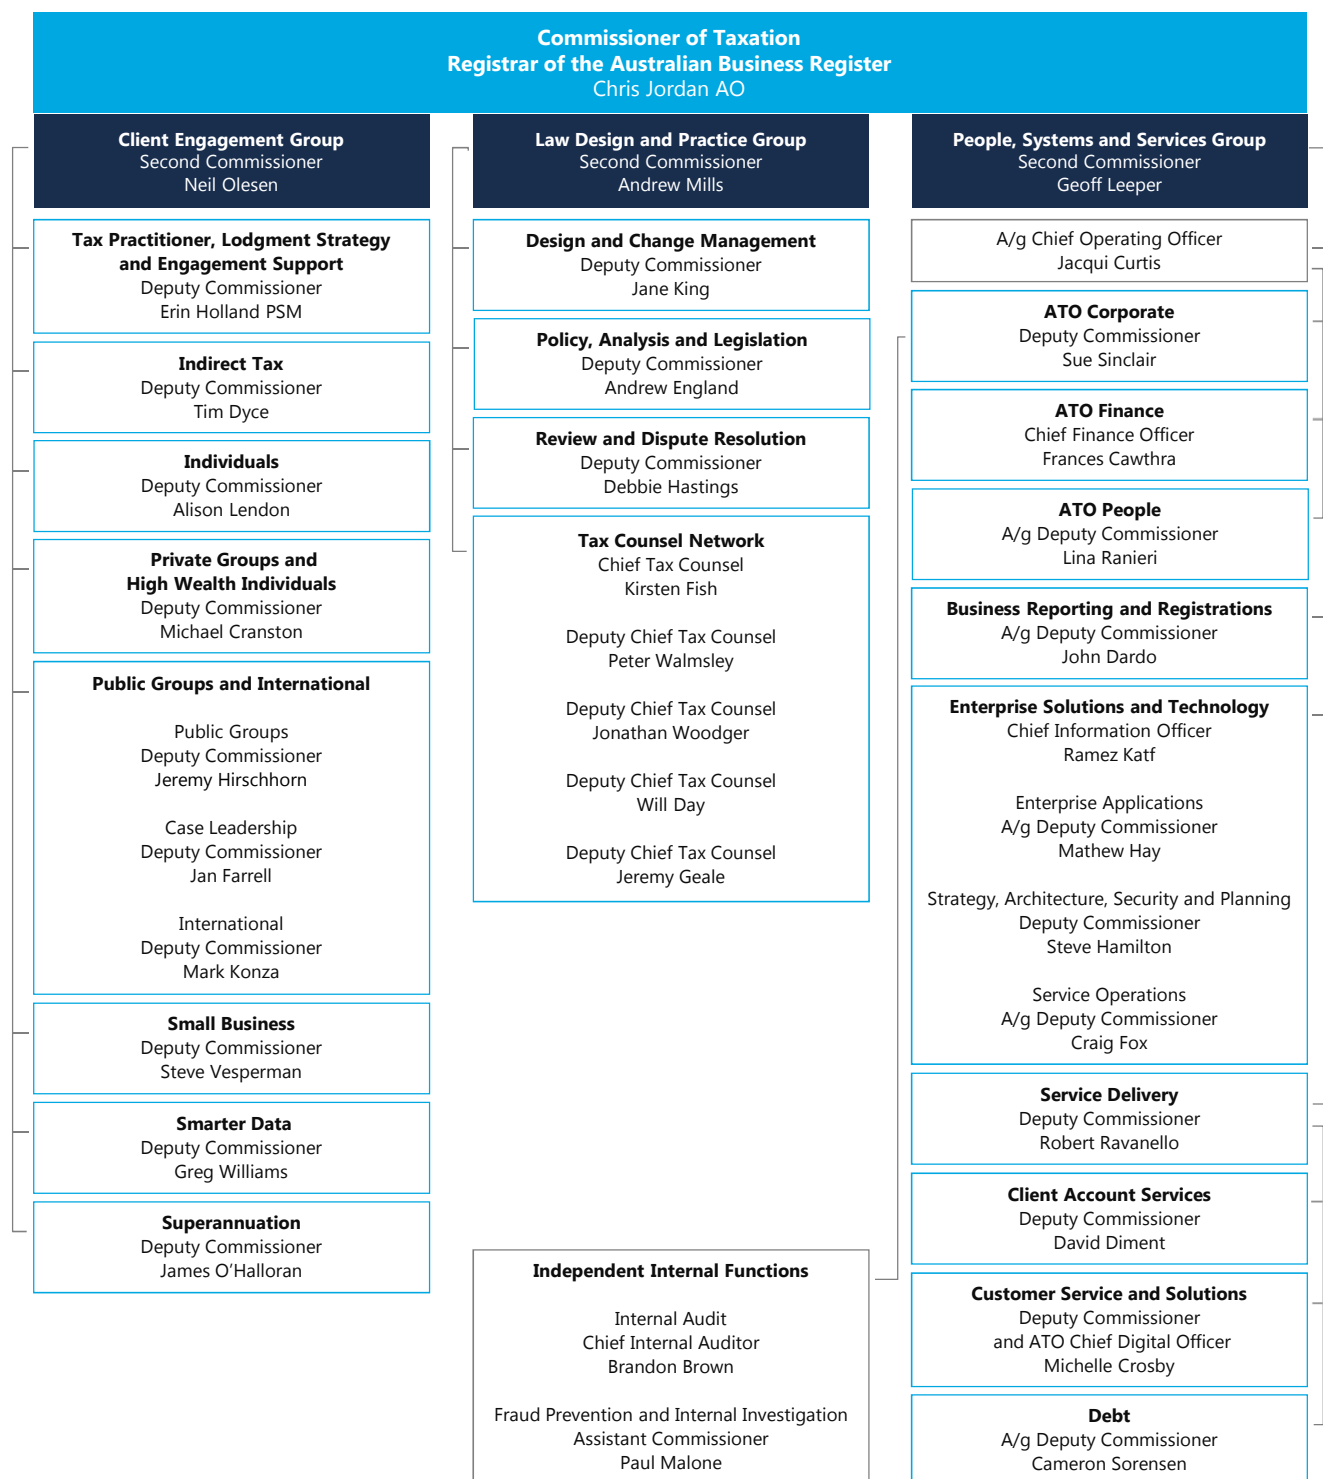 Commissioner of Taxation
Registrar of the Australian Business Register
Chris Jordan AO
Client Engagement Group
Second Commissioner
Neil Olesen
Tax Practitioner, Lodgment Strategy
and Engagement Support
Deputy Commissioner
Erin Holland PSM
Indirect Tax
Deputy Commissioner
Tim Dyce
Individuals
Deputy Commissioner
Alison Lendon
Private Groups and
High Wealth Individuals
Deputy Commissioner
Michael Cranston
Public Groups and International
Public Groups
Deputy Commissioner
Jeremy Hirschhorn
Case Leadership
Deputy Commissioner
Jan Farrell
International
Deputy Commissioner
Mark Konza
Small Business
Deputy Commissioner
Steve Vesperman
Smarter Data
Deputy Commissioner
Greg Williams
Superannuation
Deputy Commissioner
James O'Halloran
Law Design and Practice Group
Second Commissioner
Andrew Mills
Design and Change Management
Deputy Commissioner
Jane King
Policy, Analysis and Legislation
Deputy Commissioner
Andrew England
Review and Dispute Resolution
Deputy Commissioner
Debbie Hastings
Tax Counsel Network
Chief Tax Counsel
Kirsten Fish
Deputy Chief Tax Counsel
Peter Walmsley
Deputy Chief Tax Counsel
Jonathan Woodger
Deputy Chief Tax Counsel
Will Day
Deputy Chief Tax Counsel
Jeremy Geale
Independent Internal Functions
Internal Audit
Chief Internal Auditor
Brandon Brown
Fraud Prevention and Internal Investigation
Assistant Commissioner
Paul Malone
People, Systems and Services Group
Second Commissioner
Geoff Leeper
A/g Chief Operating Officer
Jacqui Curtis
ATO Corporate
Deputy Commissioner
Sue Sinclair
ATO Finance
Chief Finance Officer
Frances Cawthra
ATO People
A/g Deputy Commissioner
Lina Ranieri
Business Reporting and Registrations
A/g Deputy Commissioner
John Dardo
Enterprise Solutions and Technology
Chief Information Officer
Ramez Katf
Enterprise Applications
A/g Deputy Commissioner
Mathew Hay
Strategy, Architecture, Security and Planning
Deputy Commissioner
Steve Hamilton
Service Operations
A/g Deputy Commissioner
Craig Fox
Service Delivery
Deputy Commissioner
Robert Ravanello
Client Account Services
Deputy Commissioner
David Diment
Customer Service and Solutions
Deputy Commissioner
and ATO Chief Digital Officer
Michelle Crosby
Debt
A/g Deputy Commissioner
Cameron Sorensen